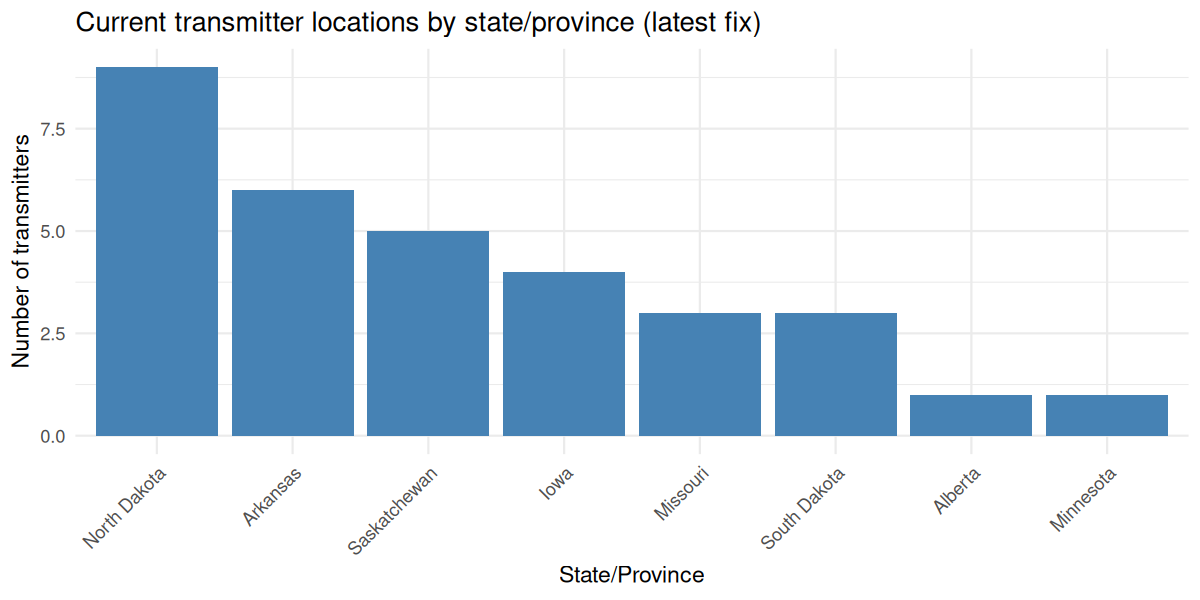 Current transmitter locations by state/province (latest fix)
Number of transmitters
7.5
5.0
2.5
0.0
North Dakota
Arkansas
Saskatchewan
Iowa
Missouri
South Dakota
Alberta
Minnesota
State/Province